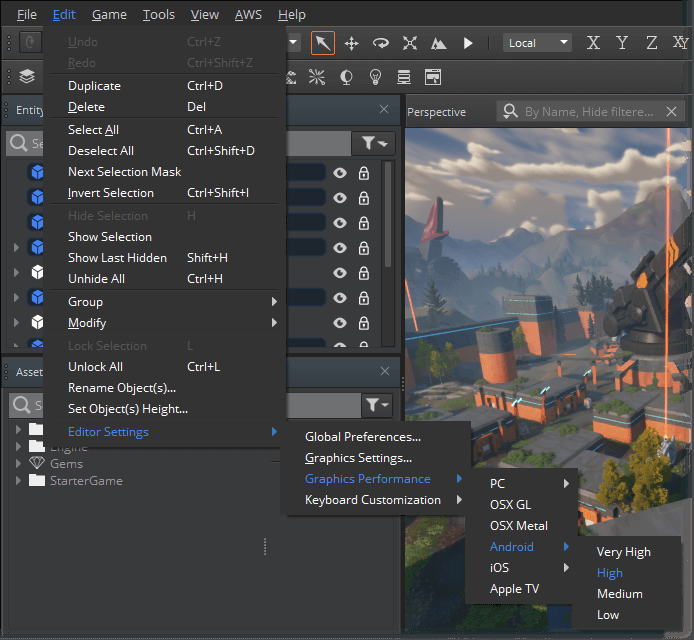 File Edit Game Tools View AWS Help
Undo Ctrl+Z
Redo Ctrl+Shift+Z
Local X Y Z XY
Duplicate Ctrl+D
Delete Del
Entity
Perspective
By Name, Hide filtere...
Select All Ctrl+A
Deselect All Ctrl+Shift+D
Next Selection Mask
Invert Selection Ctrl+Shift+I
Hide Selection H
Show Selection
Show Last Hidden Shift+H
Unhide All Ctrl+H
Group
Modify
Lock Selection L
Unlock All Ctrl+L
Asset
Rename Object(s)...
Set Object(s) Height...
Editor Settings
Engine
Gems
StarterGame
Global Preferences...
Graphics Settings...
Graphics Performance
Keyboard Customization
PC
OSX GL
OSX Metal
Android
iOS
Apple TV
Very High
High
Medium
Low